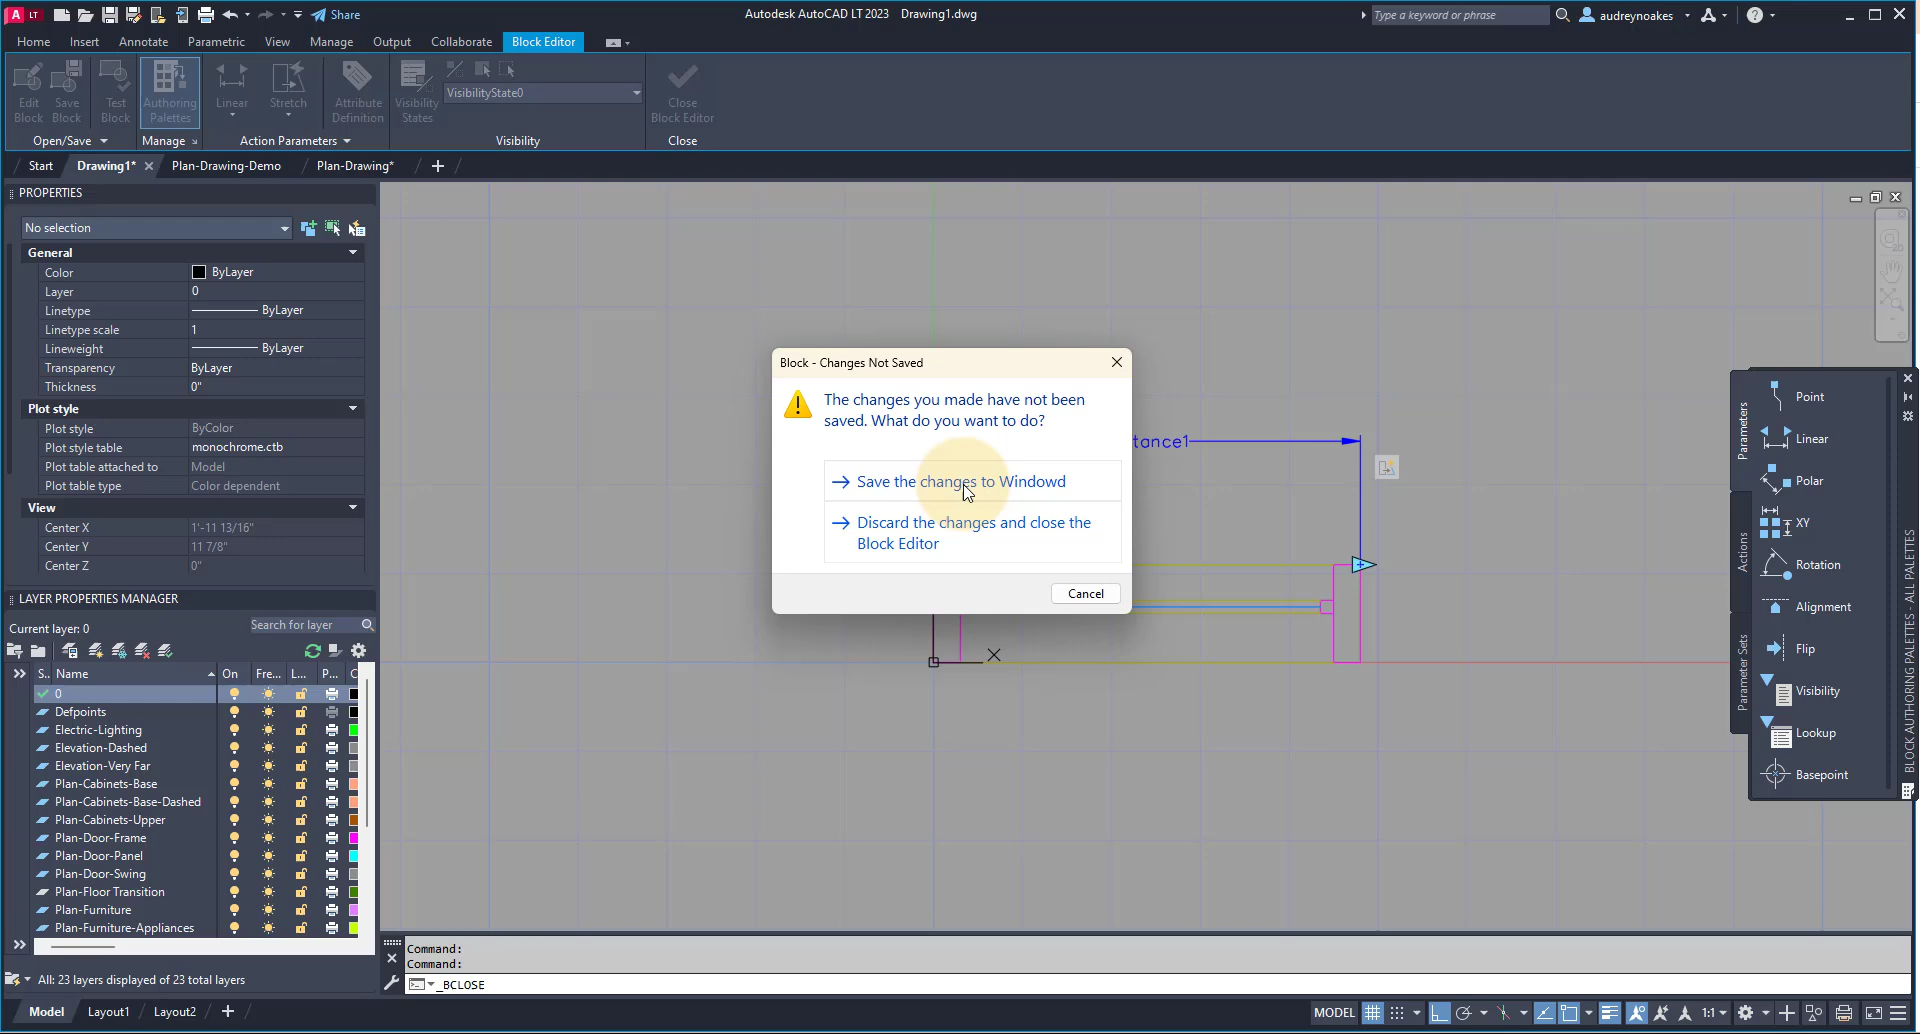 A LT
Share
Autodesk AutoCAD LT 2023 Drawing1.dwg
Type a keyword or phrase
audreynoakes
Home Insert Annotate Parametric View Manage Output Collaborate Block Editor
Edit Block
Save Block
Test Block
Authoring Palettes
Linear
Stretch
Attribute Definition
Visibility States
VisibilityState0
Close Block Editor
Open/Save Manage Action Parameters Visibility Close
Start Drawing1* Plan-Drawing-Demo Plan-Drawing*
PROPERTIES
No selection
General
Color ByLayer
Layer 0
Linetype ByLayer
Linetype scale 1
Lineweight ByLayer
Transparency ByLayer
Thickness 0"
Plot style
Plot style ByColor
Plot style table monochrome.ctb
Plot table attached to Model
Plot table type Color dependent
View
Center X 1'-11 13/16"
Center Y 11 7/8"
Center Z 0"
LAYER PROPERTIES MANAGER
Current layer: 0
Search for layer
S.. Name On Fre... L... P... C
0
Defpoints
Electric-Lighting
Elevation-Dashed
Elevation-Very Far
Plan-Cabinets-Base
Plan-Cabinets-Base-Dashed
Plan-Cabinets-Upper
Plan-Door-Frame
Plan-Door-Panel
Plan-Door-Swing
Plan-Floor Transition
Plan-Furniture
Plan-Furniture-Appliances
All: 23 layers displayed of 23 total layers
Block - Changes Not Saved
The changes you made have not been
saved. What do you want to do?
Save the changes to Windowd
Discard the changes and close the
Block Editor
Cancel
tance1
Parameters
Actions
Parameter Sets
Point
Linear
Polar
XY
Rotation
Alignment
Flip
Visibility
Lookup
Basepoint
BLOCK AUTHORING PALETTES - ALL PALETTES
Command:
Command:
_BCLOSE
Model Layout1 Layout2
MODEL
1:1